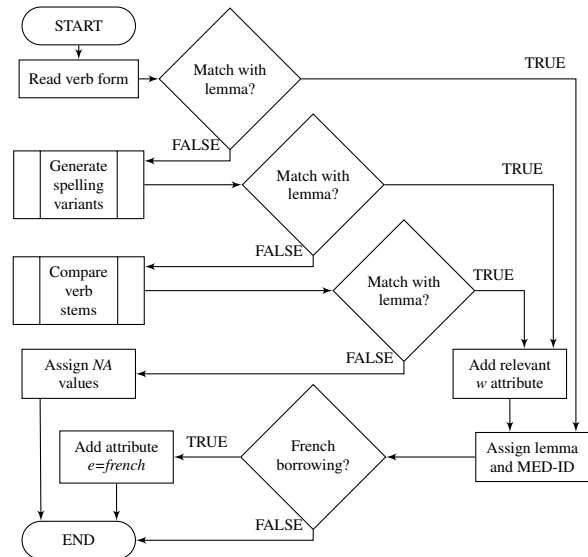 START
Read verb form
Match with
lemma?
TRUE
FALSE
Generate
spelling
variants
Match with
lemma?
TRUE
FALSE
Compare
verb
stems
Match with
lemma?
TRUE
FALSE
Assign NA
values
Add relevant
w attribute
Add attribute
e=french
TRUE
French
borrowing?
Assign lemma
and MED-ID
FALSE
END